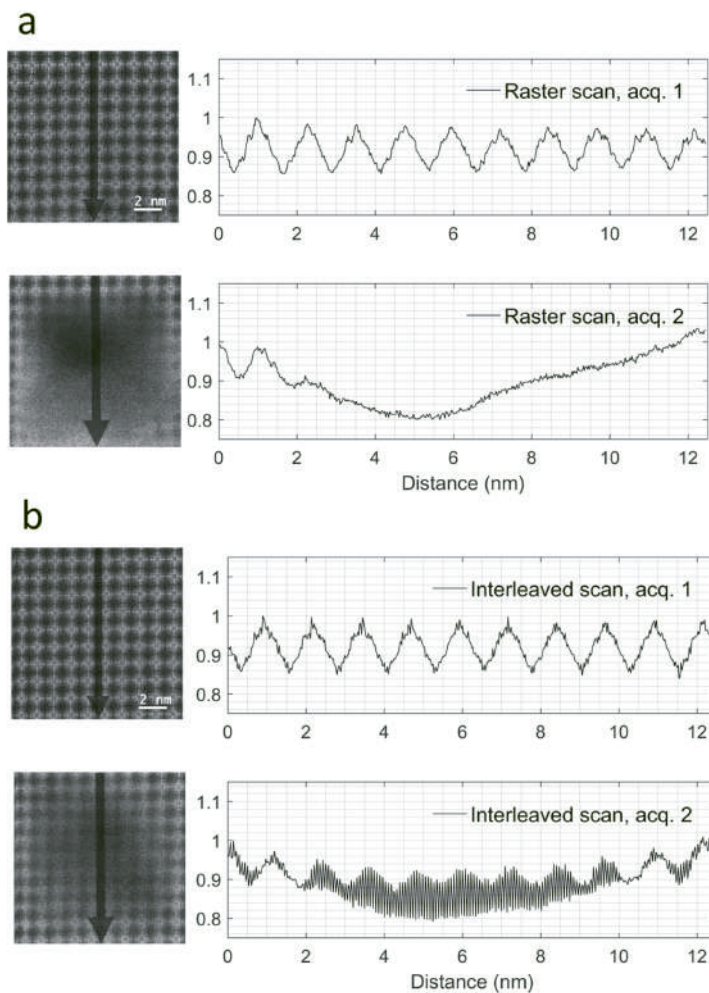 a
Raster scan, acq. 1
1.1
1
0.9
0.8
2 nm
0 2 4 6 8 10 12
Raster scan, acq. 2
1.1
1
0.9
0.8
0 2 4 6 8 10 12
Distance (nm)
b
Interleaved scan, acq. 1
1.1
1
0.9
0.8
2 nm
0 2 4 6 8 10 12
Interleaved scan, acq. 2
1.1
1
0.9
0.8
0 2 4 6 8 10 12
Distance (nm)